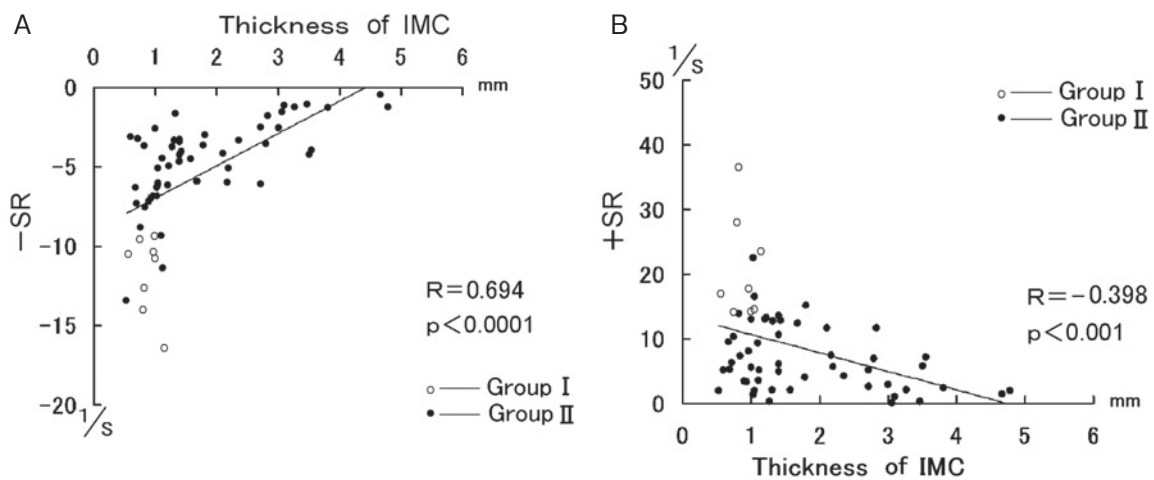 A
Thickness of IMC
0 1 2 3 4 5 6
mm
0
-5
-10
-15
-20
1/S
−SR
R=0.694
p<0.0001
Group I
Group II
B
1/S
50
40
30
20
10
0
+SR
Group I
Group II
R=−0.398
p<0.001
mm
0 1 2 3 4 5 6
Thickness of IMC